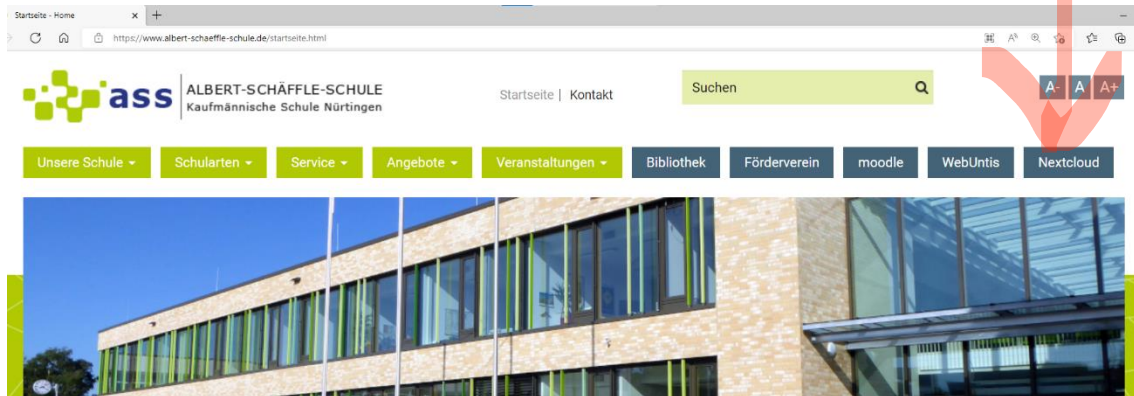 Startseite - Home
https://www.albert-schaeffle-schule.de/startseite.html
ass
ALBERT-SCHÄFFLE-SCHULE
Kaufmännische Schule Nürtingen
Startseite | Kontakt
Suchen
A- A A+
Unsere Schule Schularten Service Angebote Veranstaltungen Bibliothek Förderverein moodle WebUntis Nextcloud